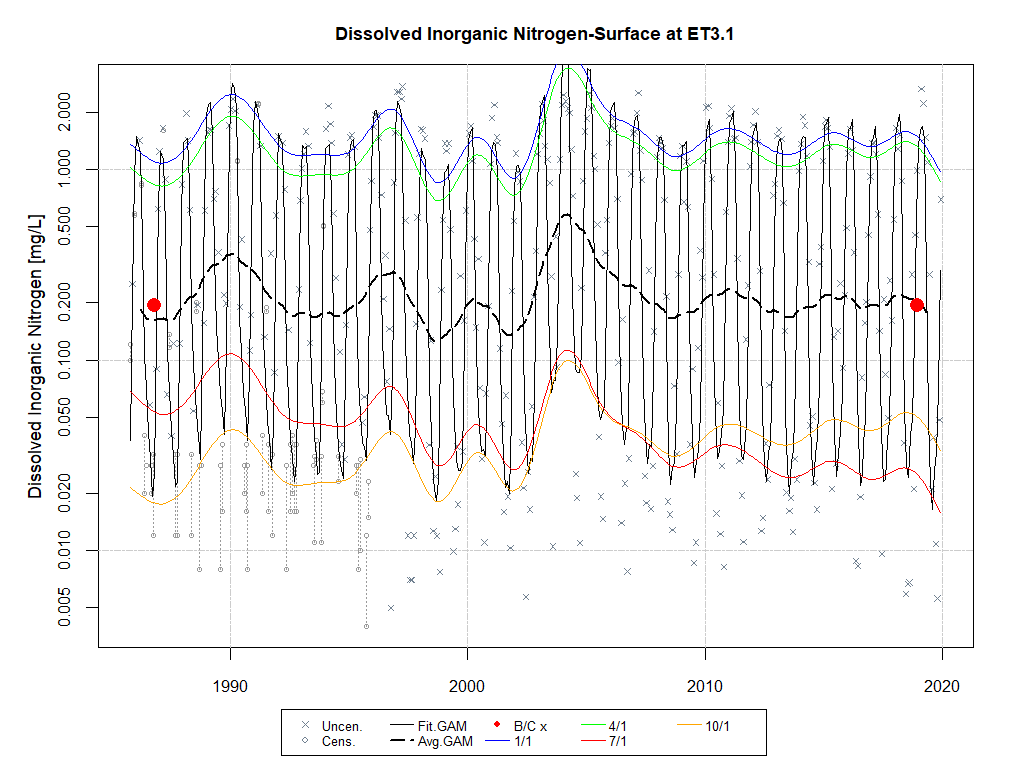 Dissolved Inorganic Nitrogen-Surface at ET3.1
Dissolved Inorganic Nitrogen [mg/L]
2.000
1.000
0.500
0.200
0.100
0.050
0.020
0.010
0.005
1990 2000 2010 2020
Uncen. Fit.GAM B/C x 4/1 10/1
Cens. Avg.GAM 1/1 7/1